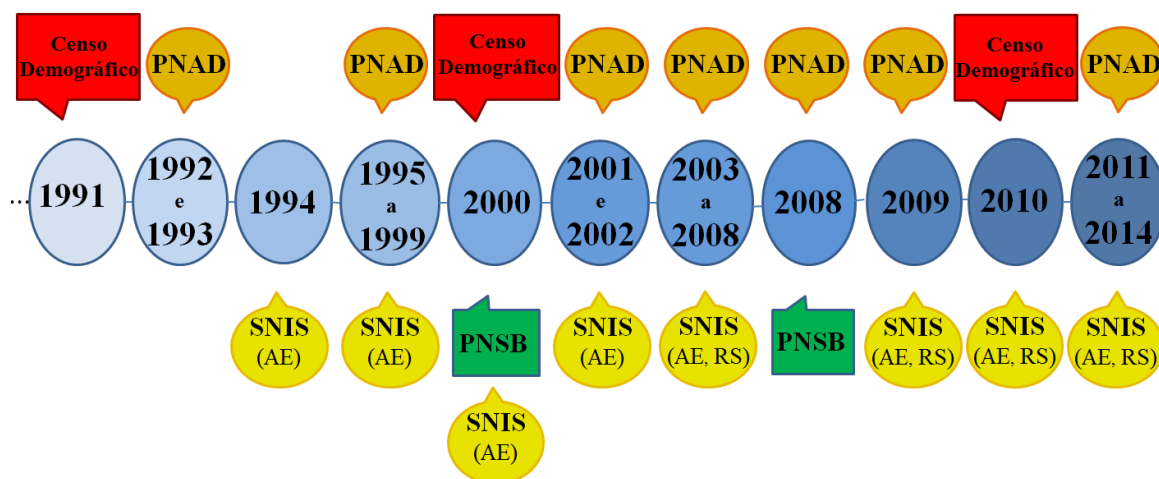 Censo
Demográfico
PNAD
PNAD
Censo
Demográfico
PNAD
PNAD
PNAD
PNAD
Censo
Demográfico
PNAD
...
1991
1992
e
1993
1994
1995
a
1999
2000
2001
e
2002
2003
a
2008
2008
2009
2010
2011
a
2014
SNIS
(AE)
SNIS
(AE)
PNSB
SNIS
(AE)
SNIS
(AE, RS)
PNSB
SNIS
(AE, RS)
SNIS
(AE, RS)
SNIS
(AE, RS)
SNIS
(AE)